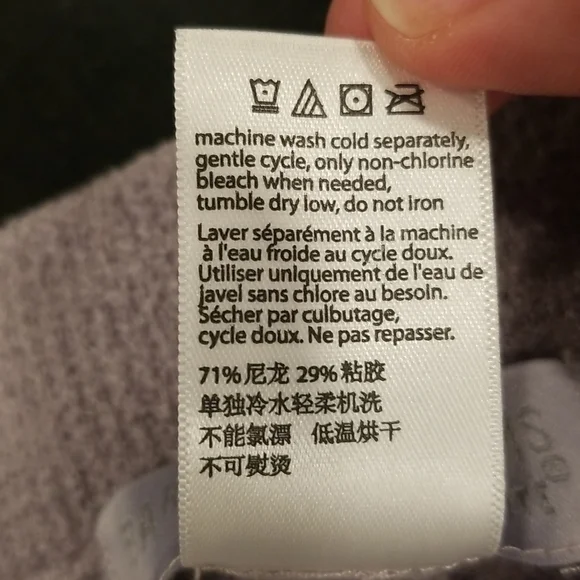 machine wash cold separately,
gentle cycle, only non-chlorine
bleach when needed,
tumble dry low, do not iron
Laver séparément à la machine
à l'eau froide au cycle doux.
Utiliser uniquement de l'eau de
javel sans chlore au besoin.
Sécher par culbutage,
cycle doux. Ne pas repasser.
71%尼龙 29%粘胶
单独冷水轻柔机洗
不能氯漂 低温烘干
不可熨烫